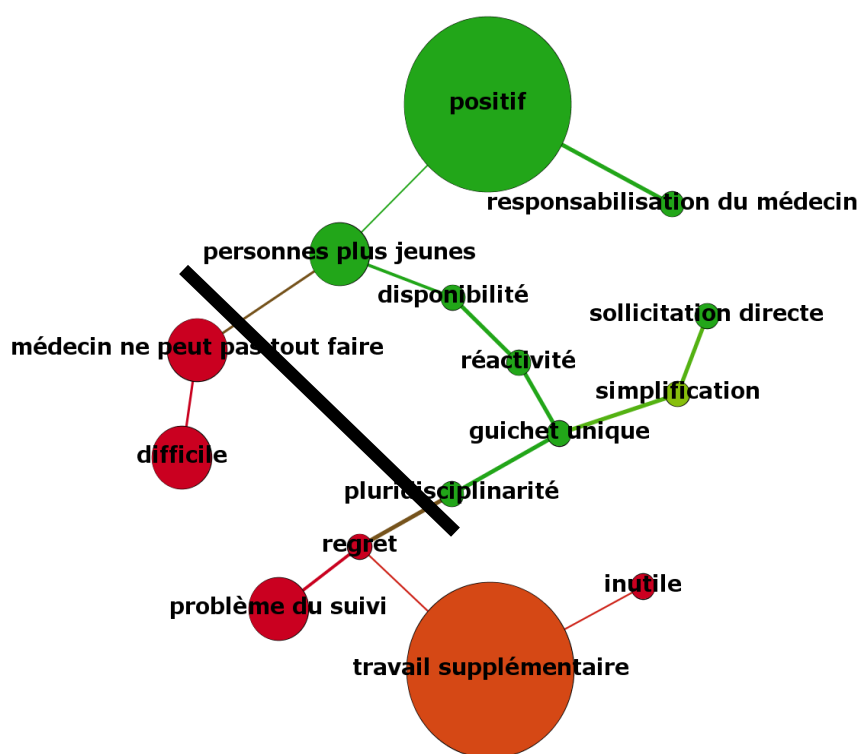 positif
responsabilisation du médecin
personnes plus jeunes
disponibilité
sollicitation directe
médecin ne peut pas tout faire
réactivité
simplification
guichet unique
difficile
pluridisciplinarité
regret
inutile
problème du suivi
travail supplémentaire